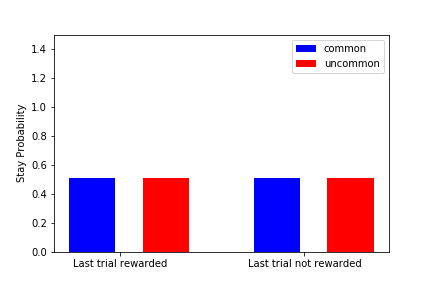 1.4
1.2
1.0
0.8
0.6
0.4
0.2
0.0
Stay Probability
common
uncommon
Last trial rewarded
Last trial not rewarded